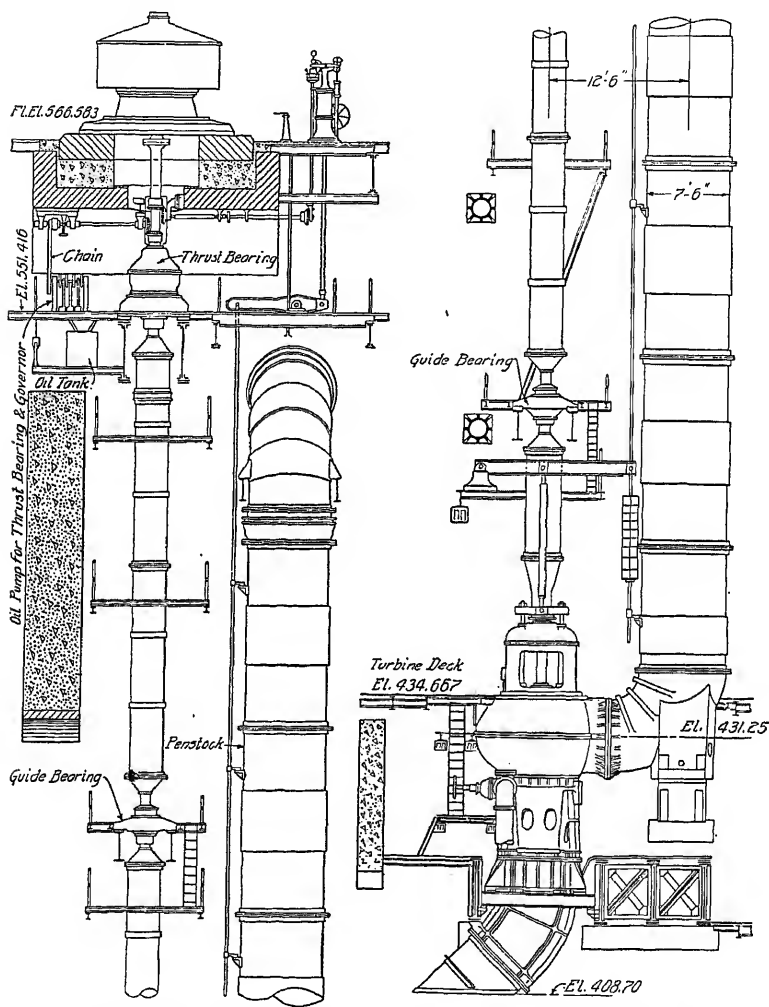 Fl.El.566.583
El.551.416
Chain
Thrust Bearing
Oil Tank
Oil Pump for Thrust Bearing & Governor
Penstock
Guide Bearing
12'-6"
7'-6"
Guide Bearing
Turbine Deck
El. 434.667
El. 431.25
El.408.70